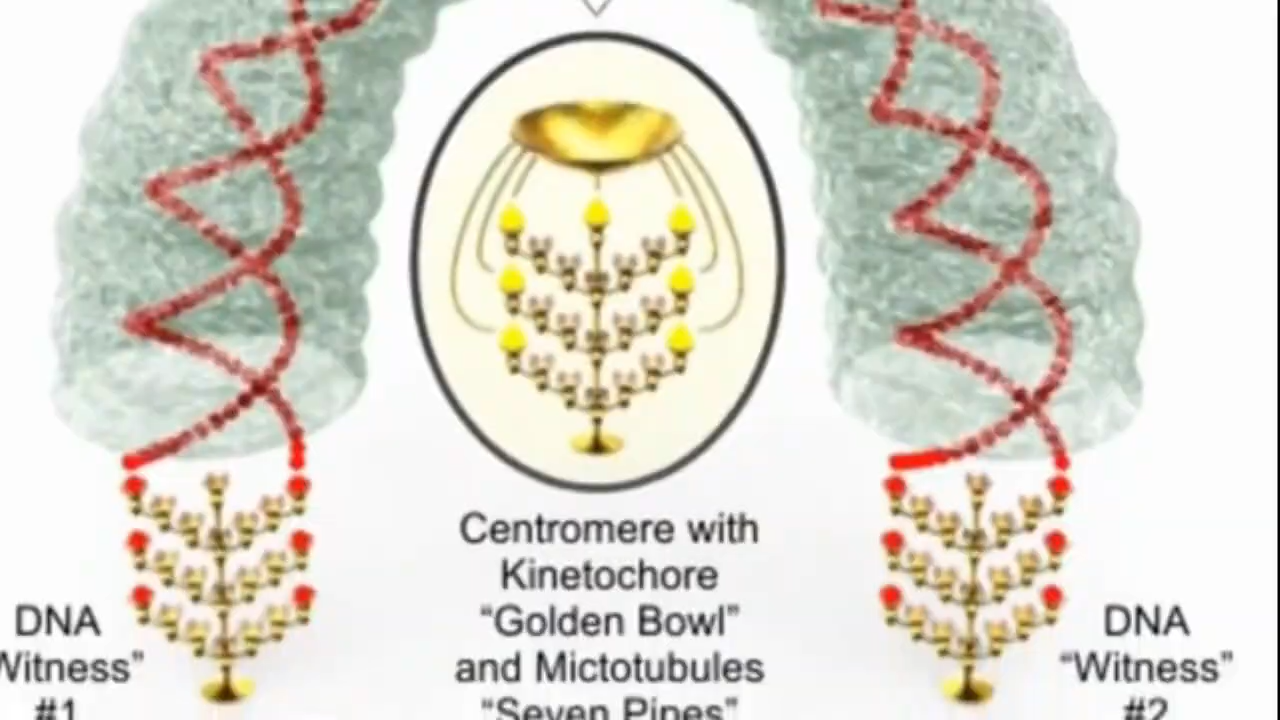 Centromere with
Kinetochore
“Golden Bowl”
and Mictotubules
“Seven Pipes”
DNA
Witness”
#1
DNA
“Witness”
#2